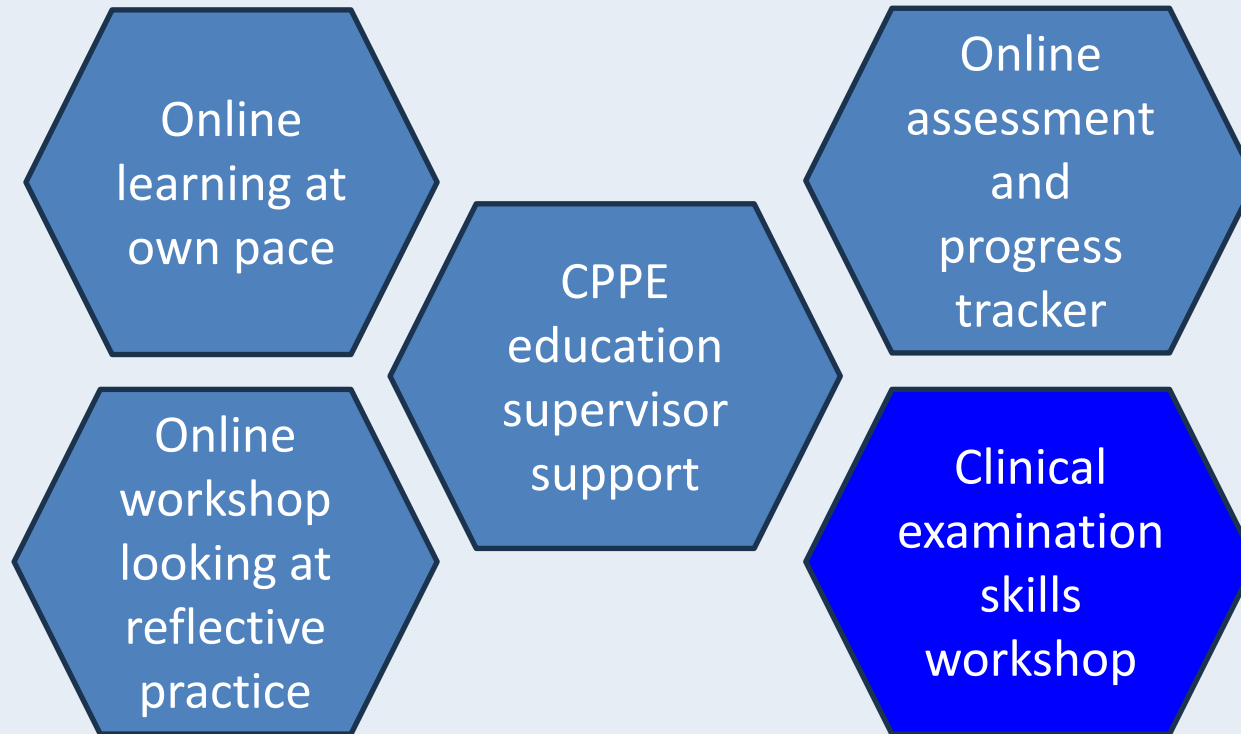 Online
learning at
own pace
Online
assessment
and
progress
tracker
CPPE
education
supervisor
support
Online
workshop
looking at
reflective
practice
Clinical
examination
skills
workshop